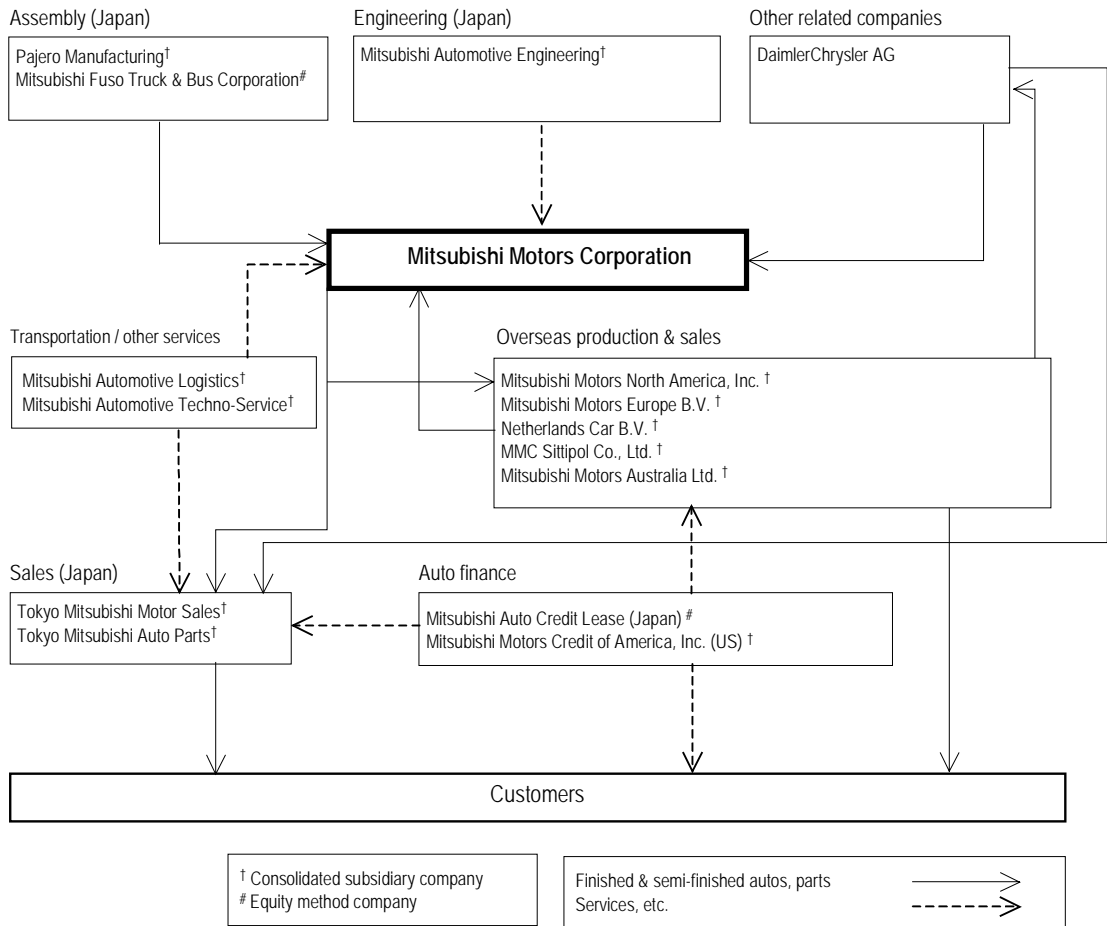 Assembly (Japan)
Pajero Manufacturing†
Mitsubishi Fuso Truck & Bus Corporation#
Engineering (Japan)
Mitsubishi Automotive Engineering†
Other related companies
DaimlerChrysler AG
Mitsubishi Motors Corporation
Transportation / other services
Mitsubishi Automotive Logistics†
Mitsubishi Automotive Techno-Service†
Overseas production & sales
Mitsubishi Motors North America, Inc. †
Mitsubishi Motors Europe B.V. †
Netherlands Car B.V. †
MMC Sittipol Co., Ltd. †
Mitsubishi Motors Australia Ltd. †
Sales (Japan)
Tokyo Mitsubishi Motor Sales†
Tokyo Mitsubishi Auto Parts†
Auto finance
Mitsubishi Auto Credit Lease (Japan) #
Mitsubishi Motors Credit of America, Inc. (US) †
Customers
† Consolidated subsidiary company
# Equity method company
Finished & semi-finished autos, parts
Services, etc.